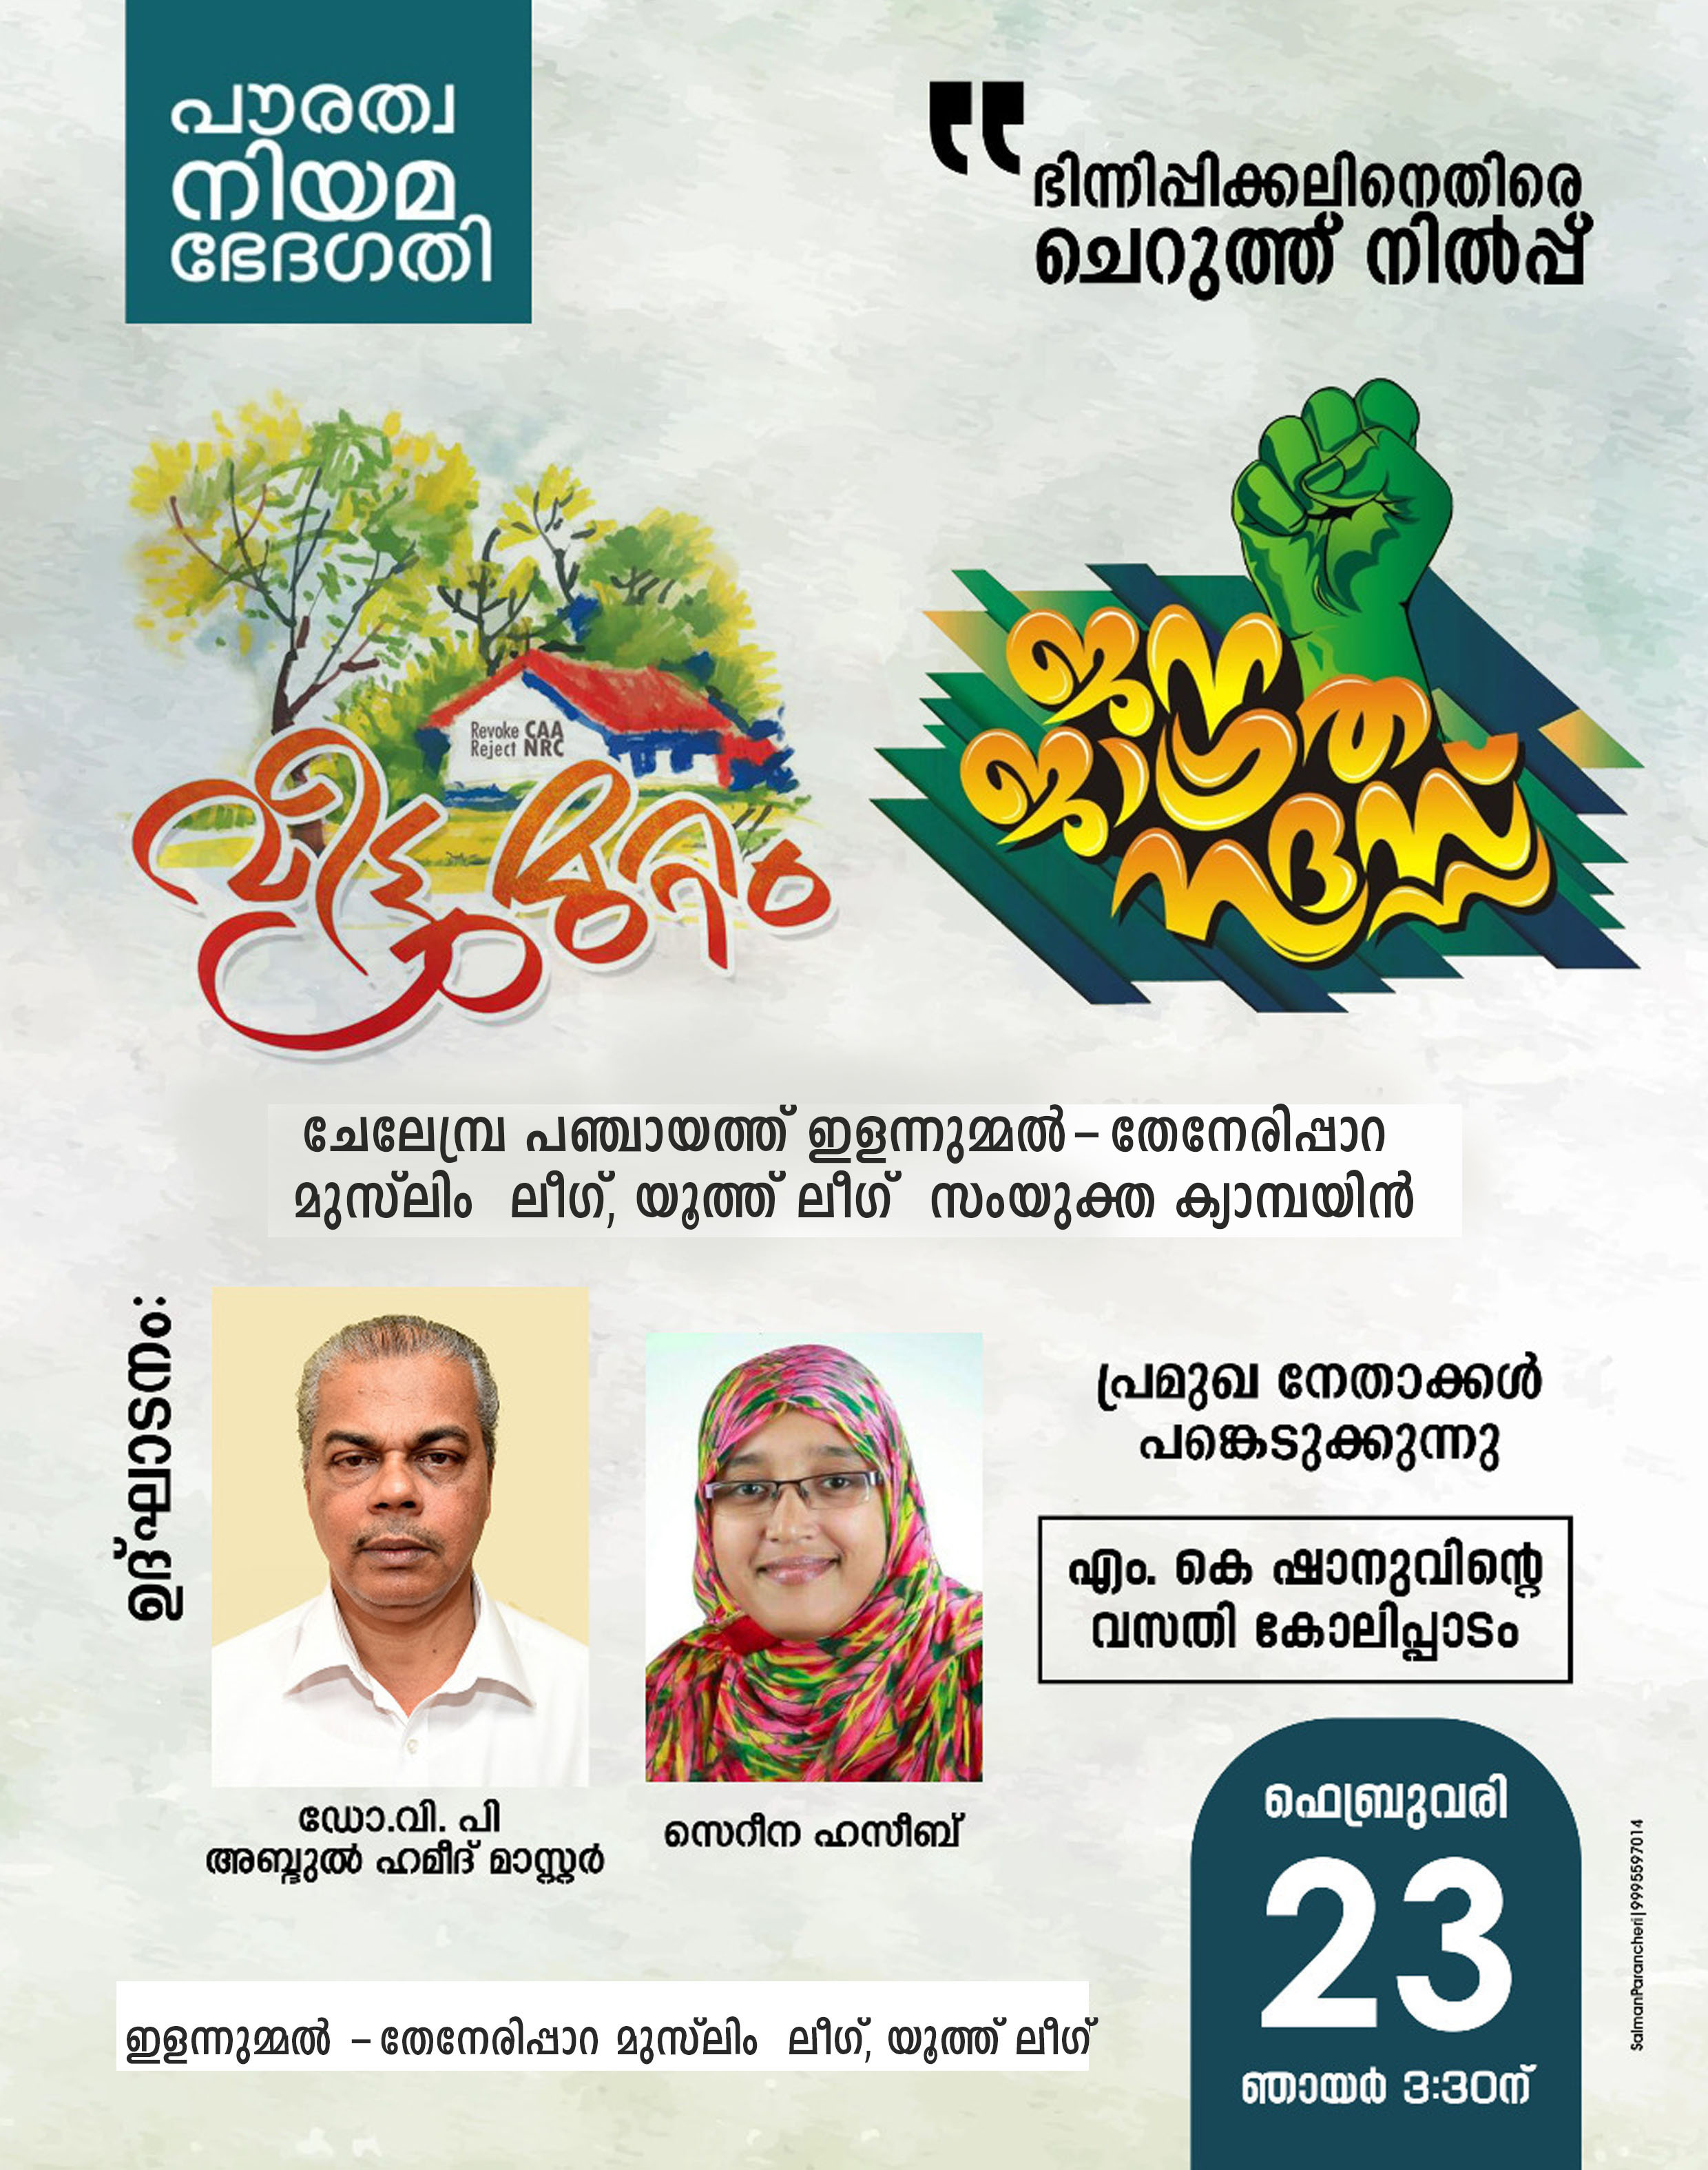 പൗരത്വ
നിയമ
ഭേദഗതി
ഭിന്നിപ്പിക്കലിനെതിരെ
ചെറുത്ത് നിൽപ്പ്
Revoke CAA
Reject NRC
വീട്ടുമുറ്റം
ജന
ജാഗ്രത
സദസ്സ്
ചേലേമ്പ്ര പഞ്ചായത്ത് ഇളന്നുമ്മൽ – തേനേരിപ്പാറ
മുസ്‌ലിം ലീഗ്, യൂത്ത് ലീഗ് സംയുക്ത ക്യാമ്പയിൻ
ഉദ്ഘാടനം:
ഡോ.വി. പി
അബ്ദുൽ ഹമീദ് മാസ്റ്റർ
സെറീന ഹസീബ്
പ്രമുഖ നേതാക്കൾ
പങ്കെടുക്കുന്നു
എം. കെ ഷാനുവിന്റെ
വസതി കോലിപ്പാടം
ഫെബ്രുവരി
23
ഞായർ 3:30ന്
ഇളന്നുമ്മൽ – തേനേരിപ്പാറ മുസ്‌ലിം ലീഗ്, യൂത്ത് ലീഗ്
SalmanParancheri|9995597014